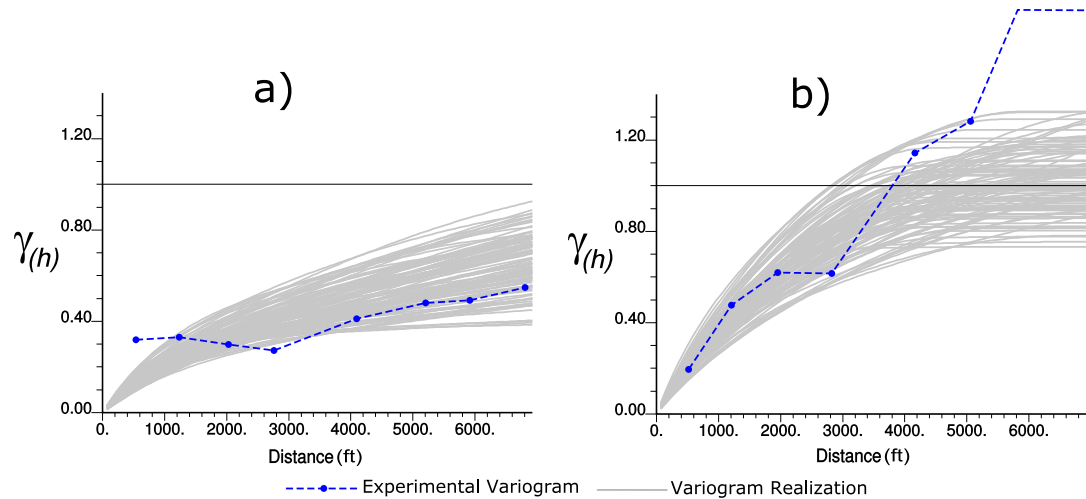 a)
1.20
0.80
0.40
0.00
γ(h)
0. 1000. 2000. 3000. 4000. 5000. 6000.
Distance (ft)
b)
1.20
0.80
0.40
0.00
γ(h)
0. 1000. 2000. 3000. 4000. 5000. 6000.
Distance (ft)
Experimental Variogram Variogram Realization